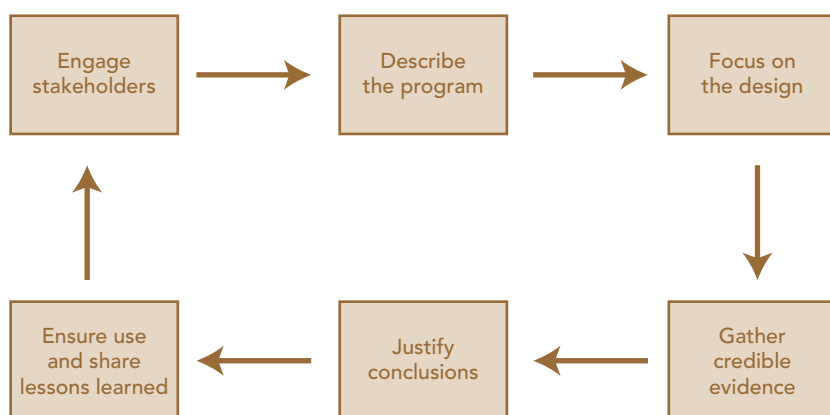 Engage
stakeholders
Describe
the program
Focus on
the design
Gather
credible
evidence
Justify
conclusions
Ensure use
and share
lessons learned